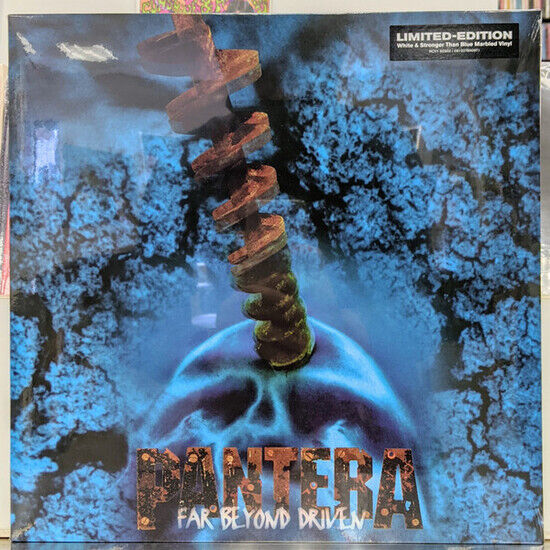 LIMITED-EDITION
White & Stronger Than Blue Marbled Vinyl
PANTERA
FAR BEYOND DRIVEN